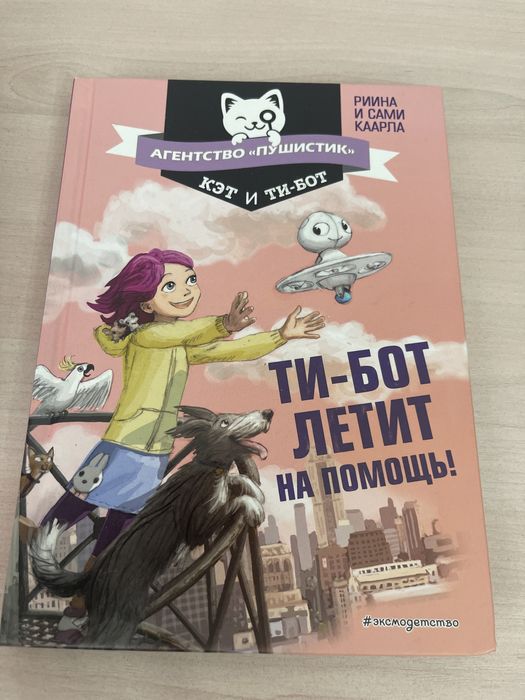 РИИНА
И САМИ
КААРЛА
АГЕНТСТВО «ПУШИСТИК»
КЭТ И ТИ-БОТ
ТИ-БОТ
ЛЕТИТ
НА ПОМОЩЬ!
#эксмодетство